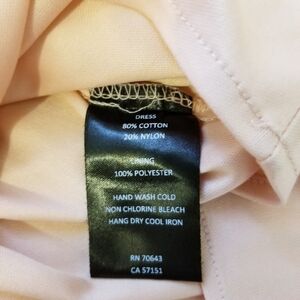 DRESS
80% COTTON
20% NYLON
LINING
100% POLYESTER
HAND WASH COLD
NON CHLORINE BLEACH
HANG DRY COOL IRON
RN 70643
CA 57151